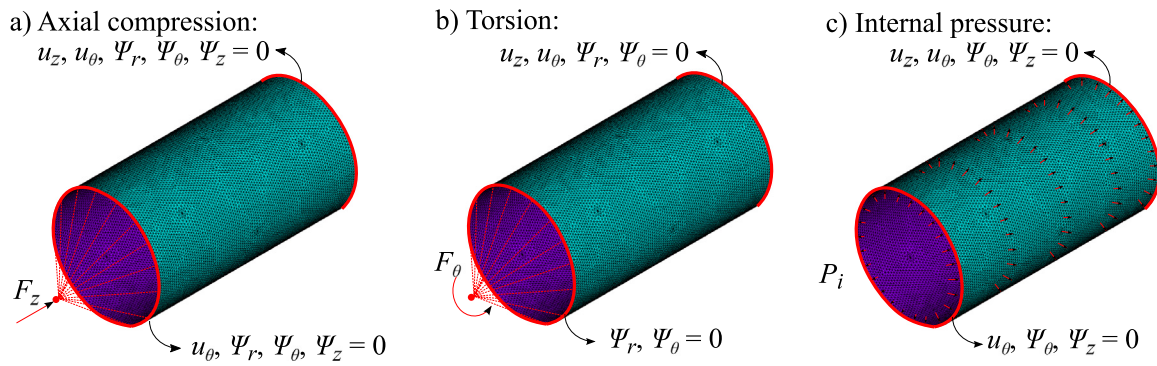 a) Axial compression:
u_z, u_θ, Ψ_r, Ψ_θ, Ψ_z = 0
F_z
u_θ, Ψ_r, Ψ_θ, Ψ_z = 0
b) Torsion:
u_z, u_θ, Ψ_r, Ψ_θ = 0
F_θ
Ψ_r, Ψ_θ = 0
c) Internal pressure:
u_z, u_θ, Ψ_θ, Ψ_z = 0
P_i
u_θ, Ψ_θ, Ψ_z = 0